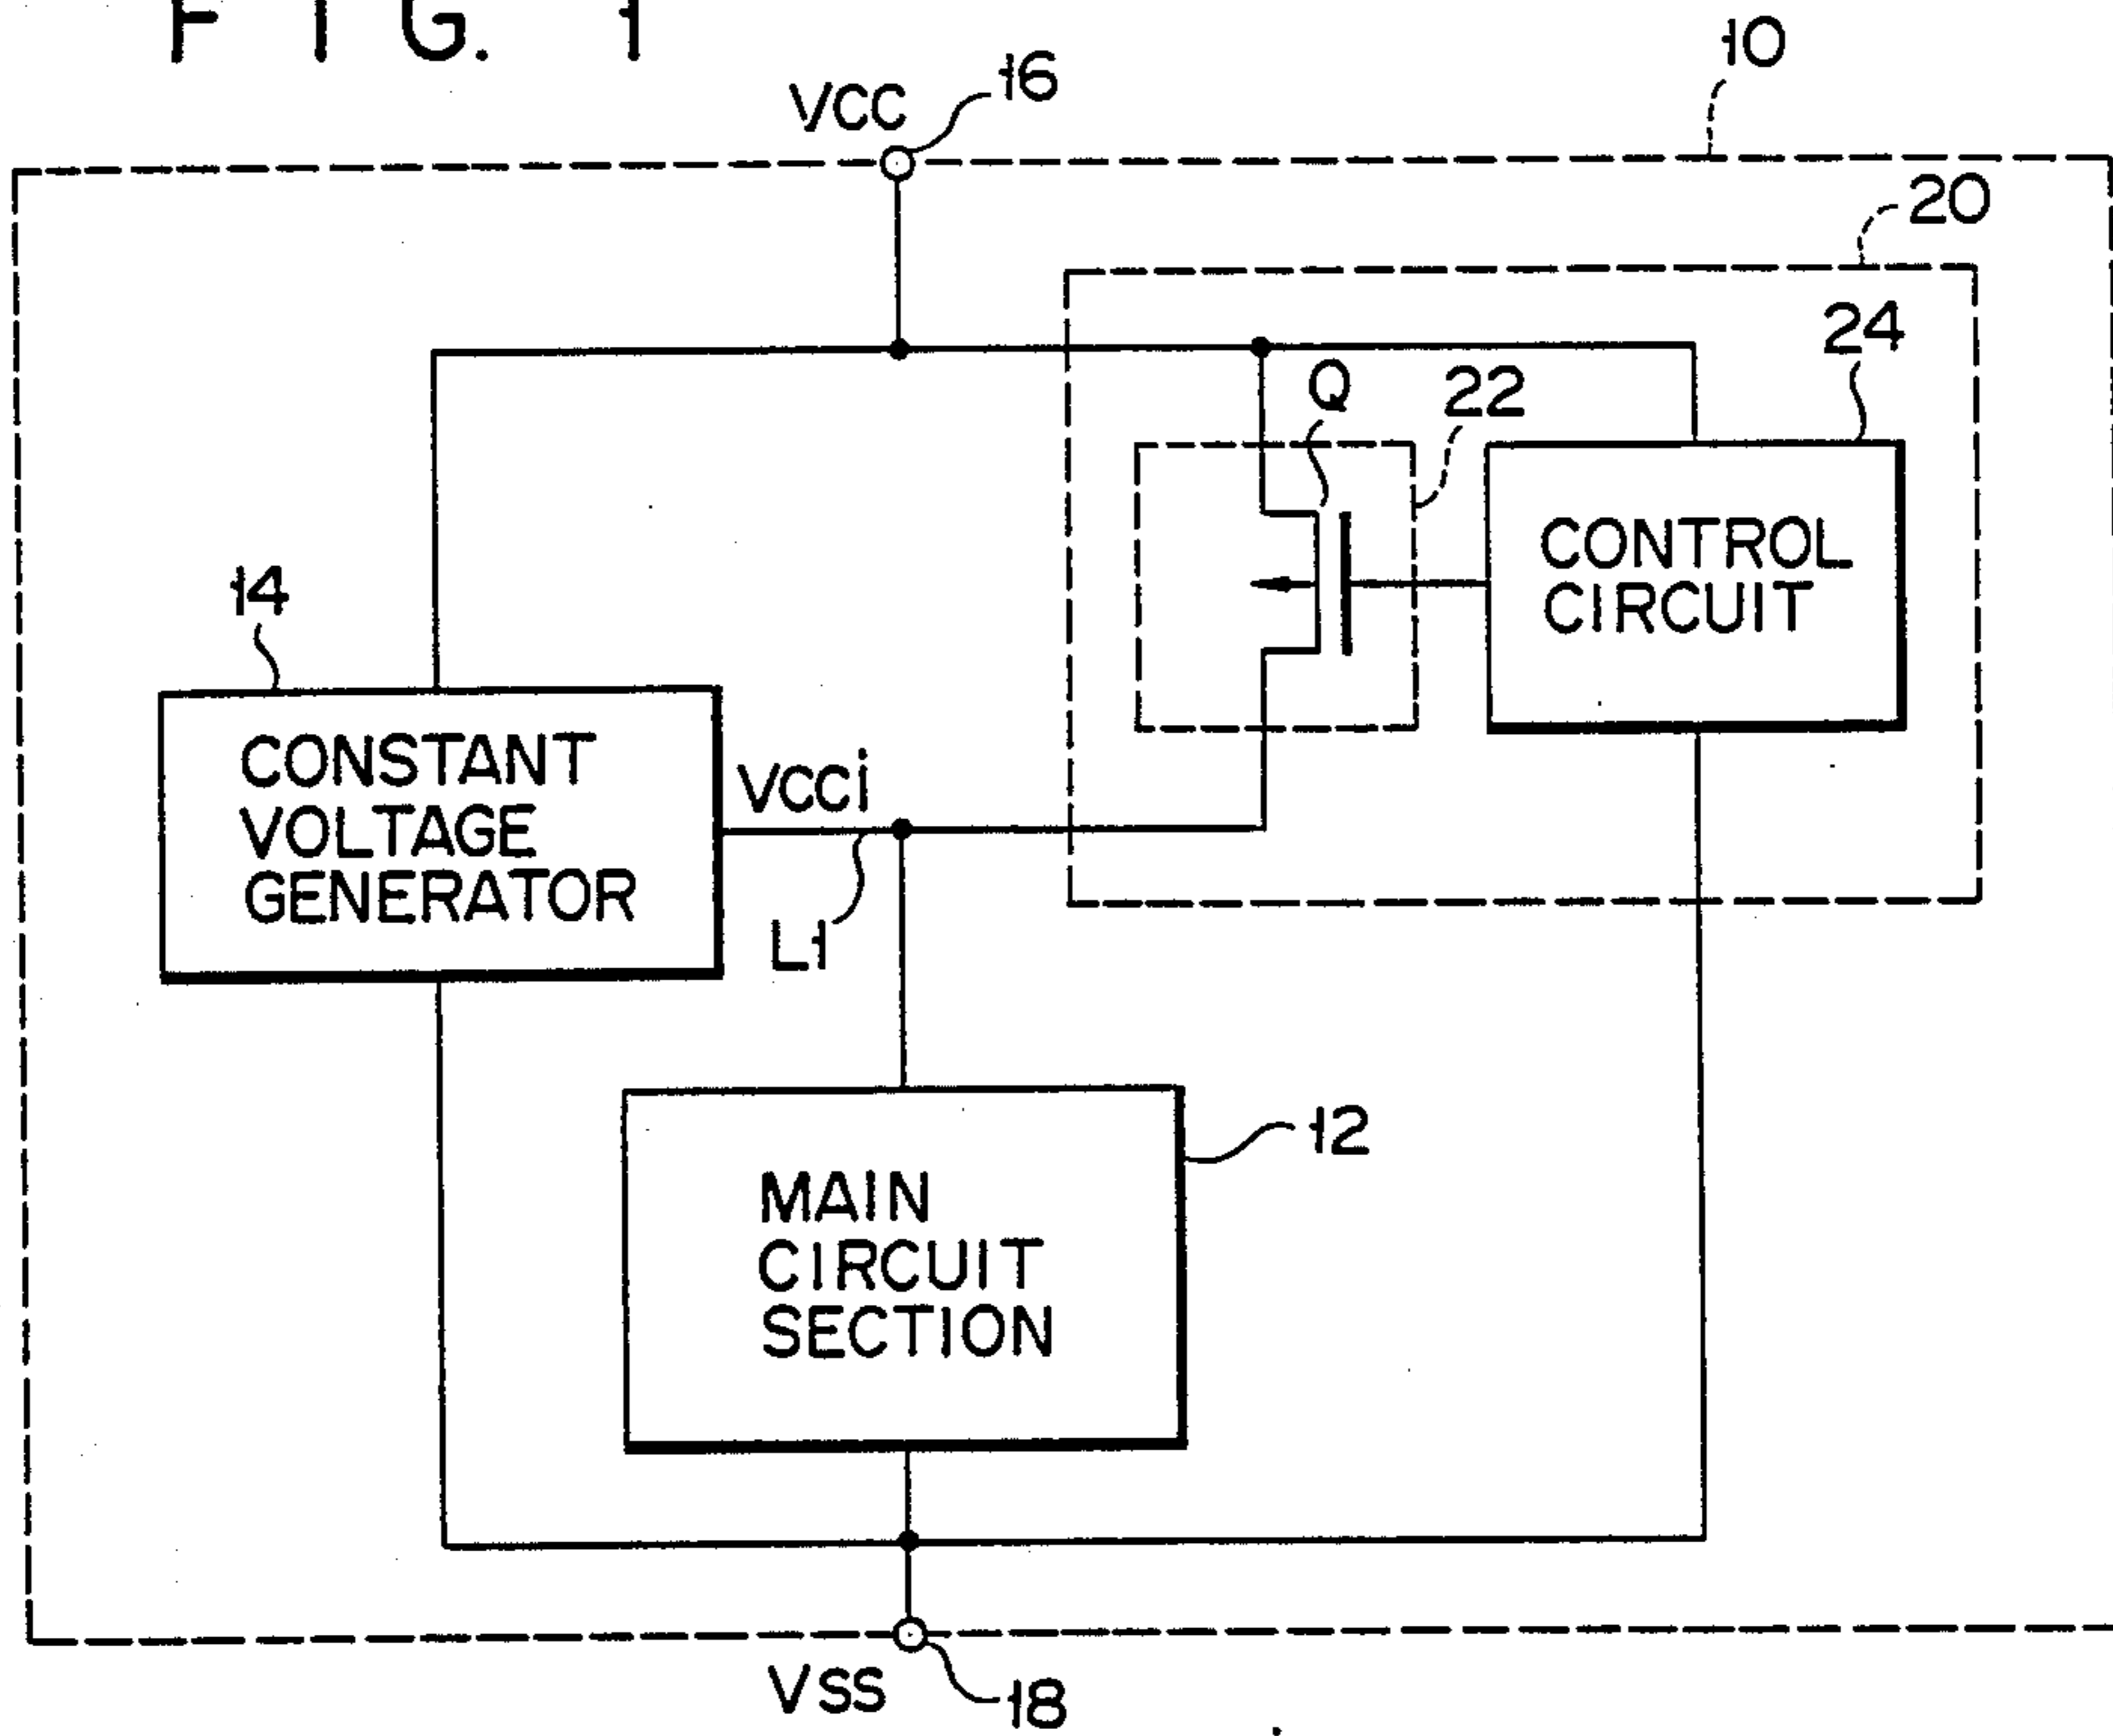 FIG. 1
10
VCC
16
20
24
Q
22
CONTROL
CIRCUIT
14
CONSTANT
VOLTAGE
GENERATOR
VCCi
L1
12
MAIN
CIRCUIT
SECTION
VSS
18